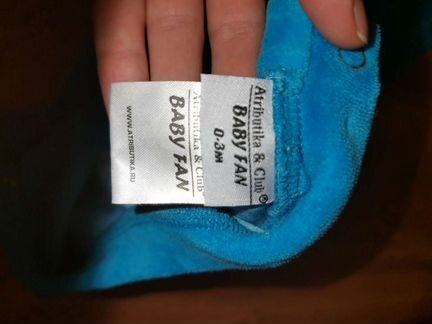 Atributika & Club®
BABY FAN
0-3м
Atributika & Club
BABY FAN
WWW.ATRIBUTIKA.RU